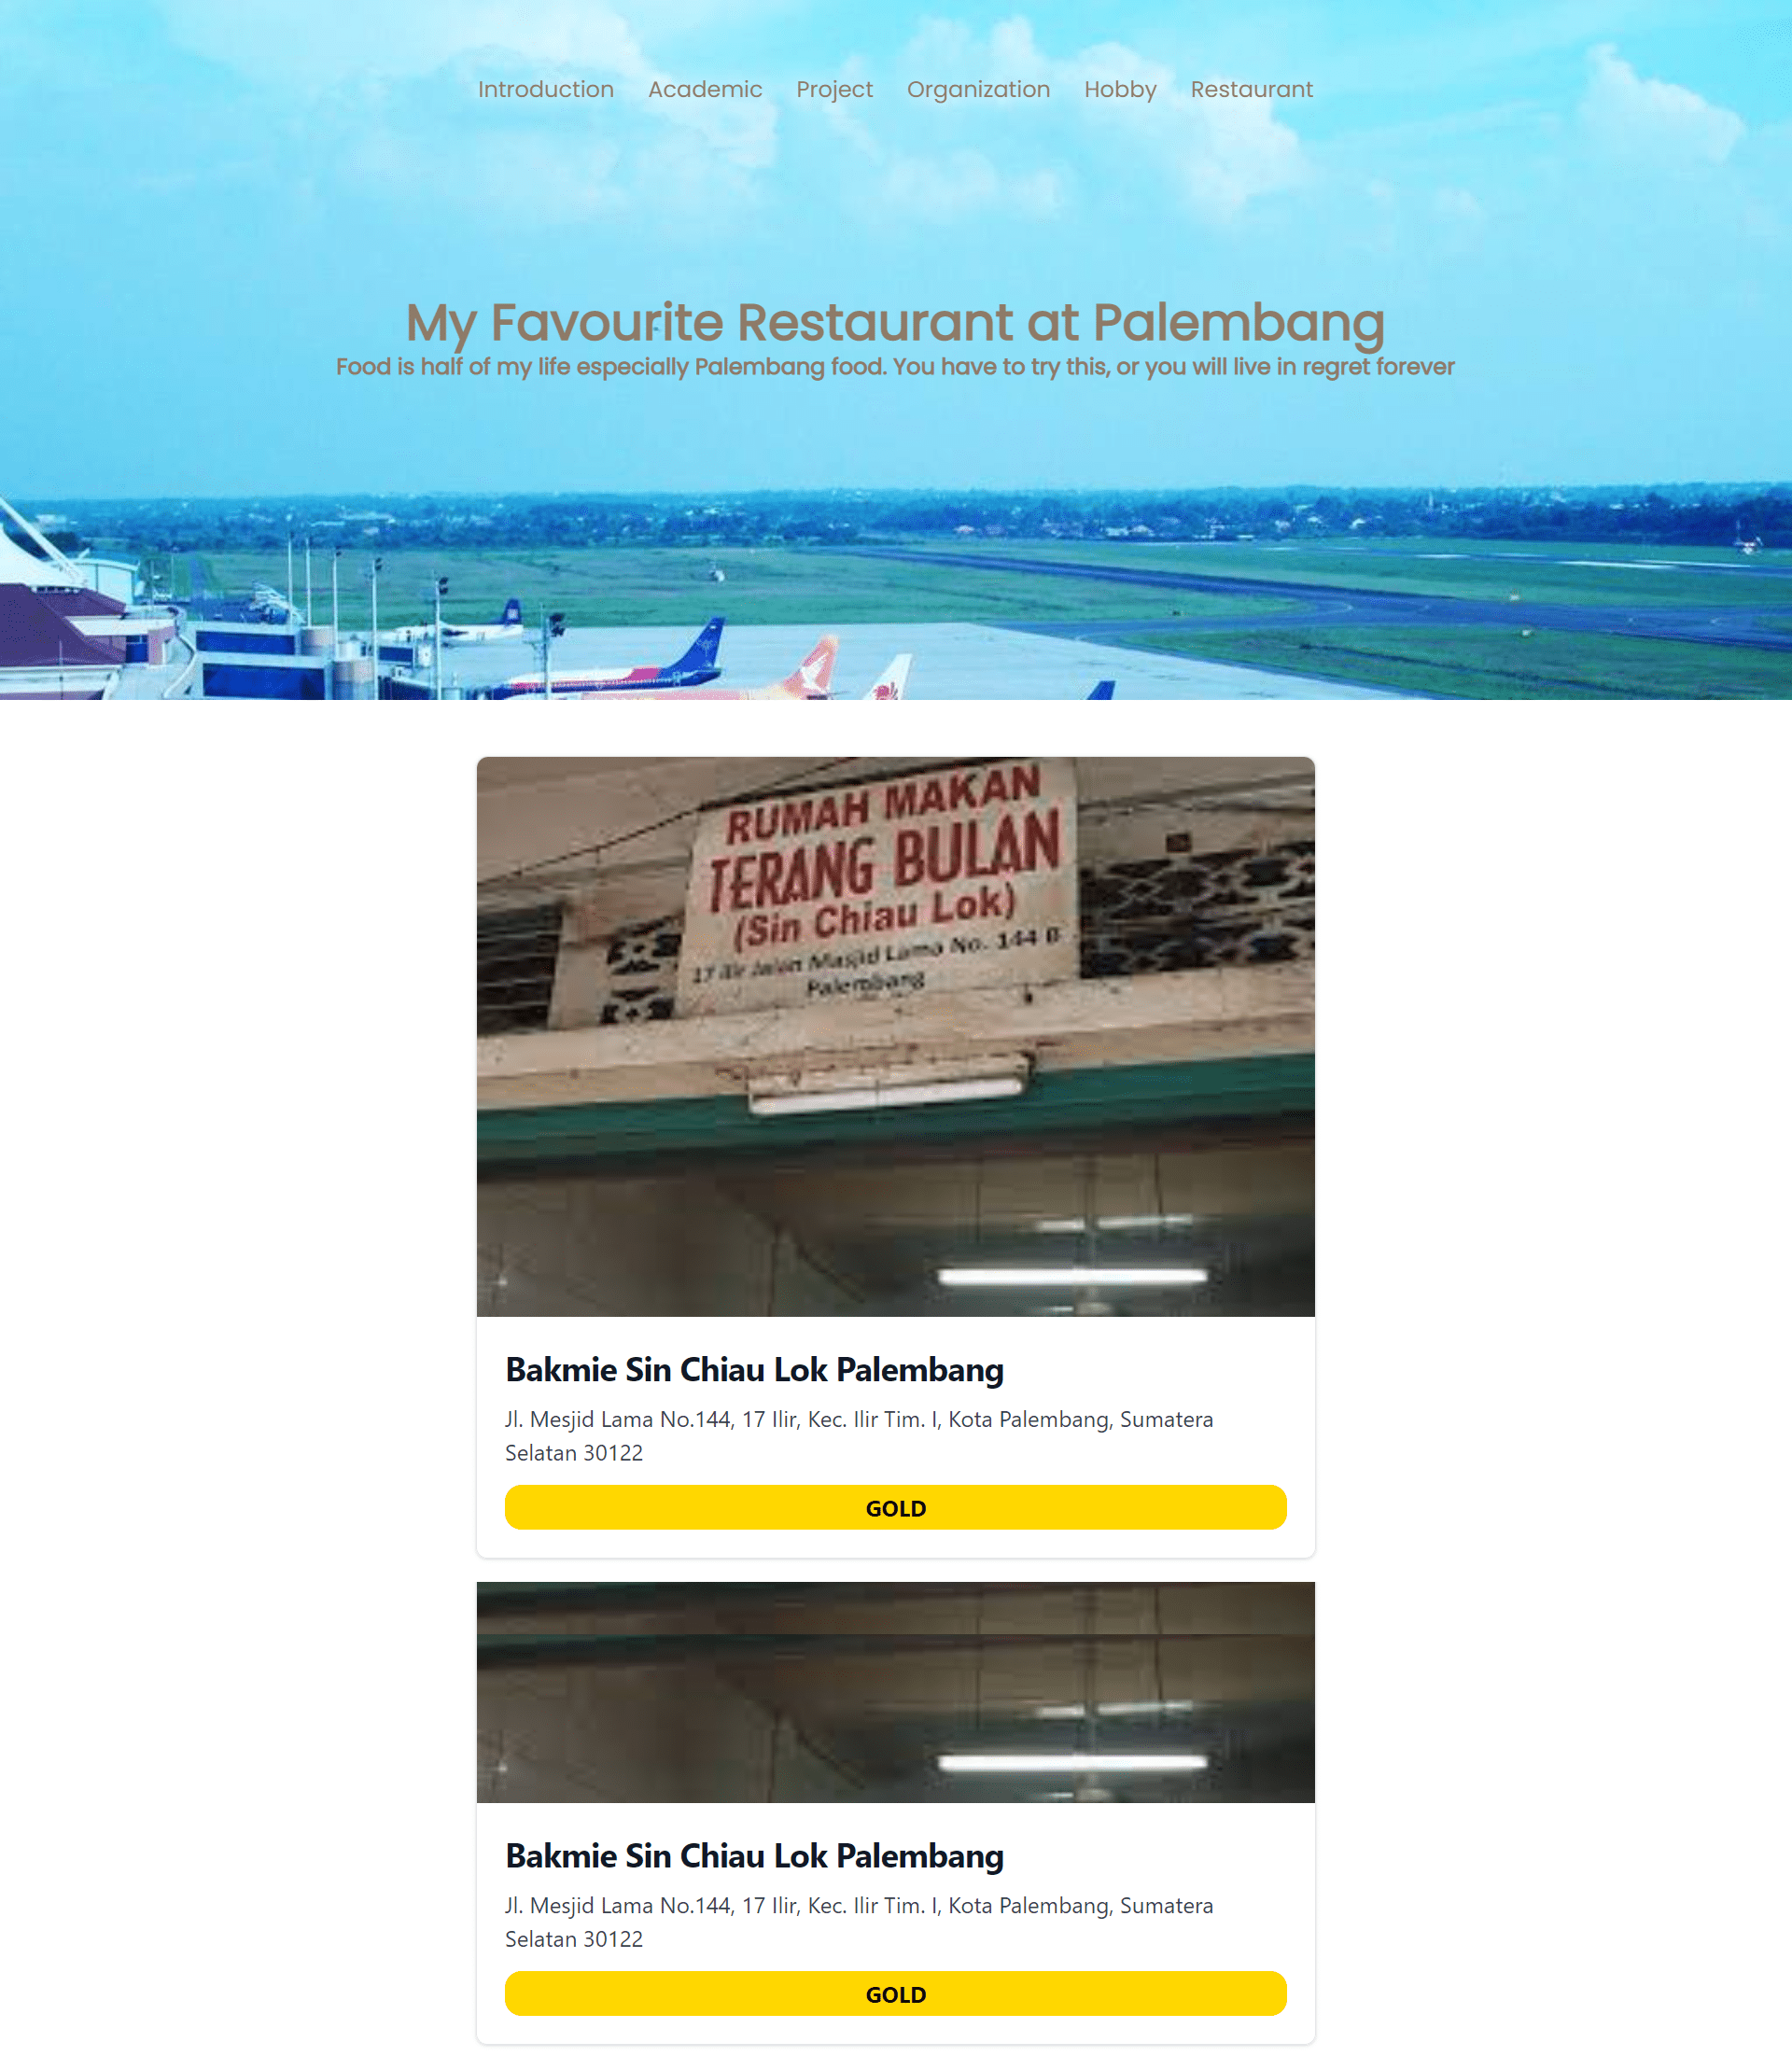 Introduction Academic Project Organization Hobby Restaurant
My Favourite Restaurant at Palembang
Food is half of my life especially Palembang food. You have to try this, or you will live in regret forever
RUMAH MAKAN
TERANG BULAN
(Sin Chiau Lok)
17 Ilir Jalan Masjid Lama No. 144 B
Palembang
Bakmie Sin Chiau Lok Palembang
Jl. Mesjid Lama No.144, 17 Ilir, Kec. Ilir Tim. I, Kota Palembang, Sumatera
Selatan 30122
GOLD
Bakmie Sin Chiau Lok Palembang
Jl. Mesjid Lama No.144, 17 Ilir, Kec. Ilir Tim. I, Kota Palembang, Sumatera
Selatan 30122
GOLD